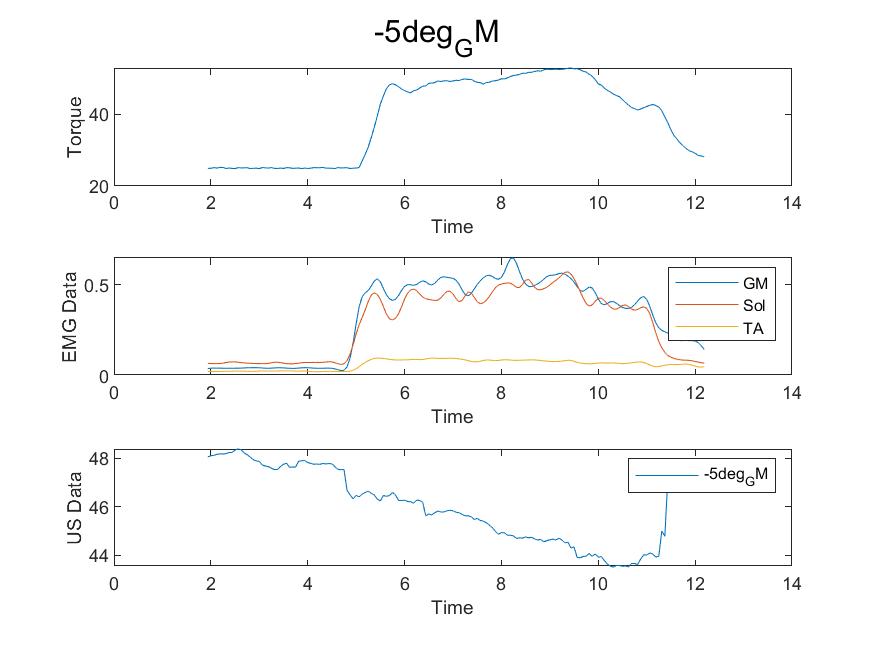 -5deg_GM
Torque
40
20
0 2 4 6 8 10 12 14
Time
EMG Data
0.5
0
GM
Sol
TA
0 2 4 6 8 10 12 14
Time
US Data
48
46
44
-5deg_GM
0 2 4 6 8 10 12 14
Time